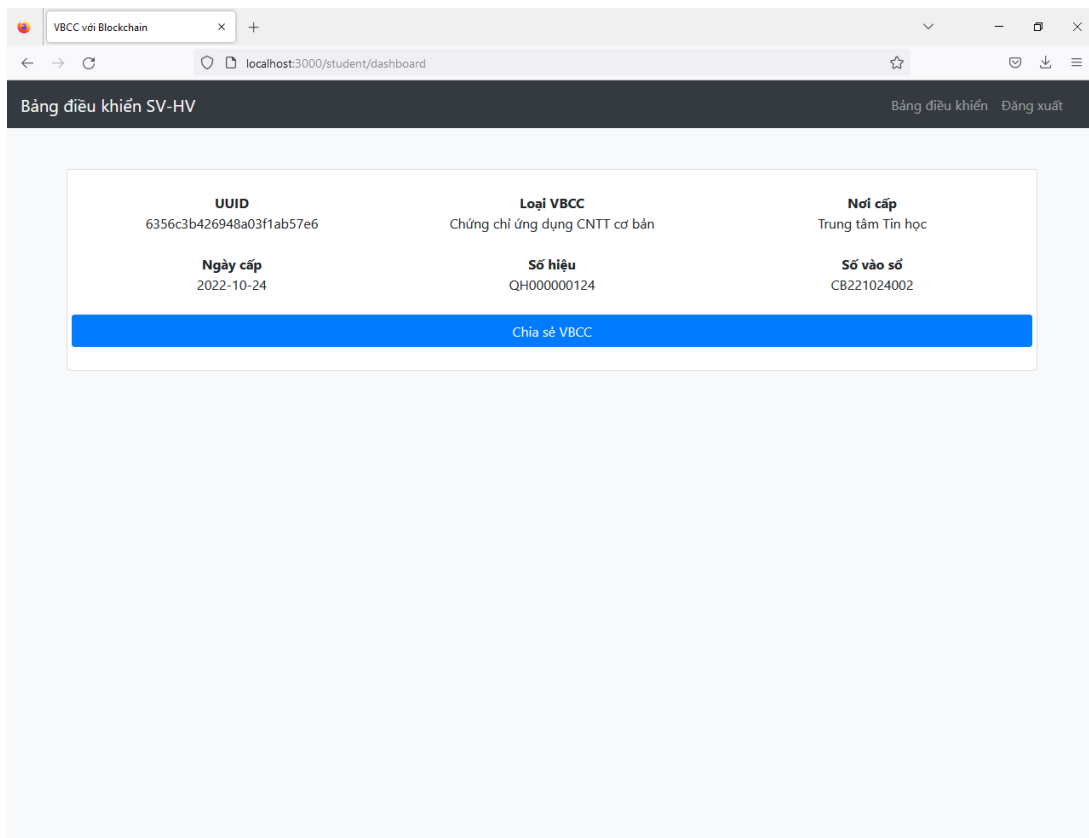 VBCC với Blockchain
localhost:3000/student/dashboard
Bảng điều khiển SV-HV
Bảng điều khiển Đăng xuất
UUID Loại VBCC Nơi cấp
6356c3b426948a03f1ab57e6 Chứng chỉ ứng dụng CNTT cơ bản Trung tâm Tin học
Ngày cấp Số hiệu Số vào sổ
2022-10-24 QH000000124 CB221024002
Chia sẻ VBCC